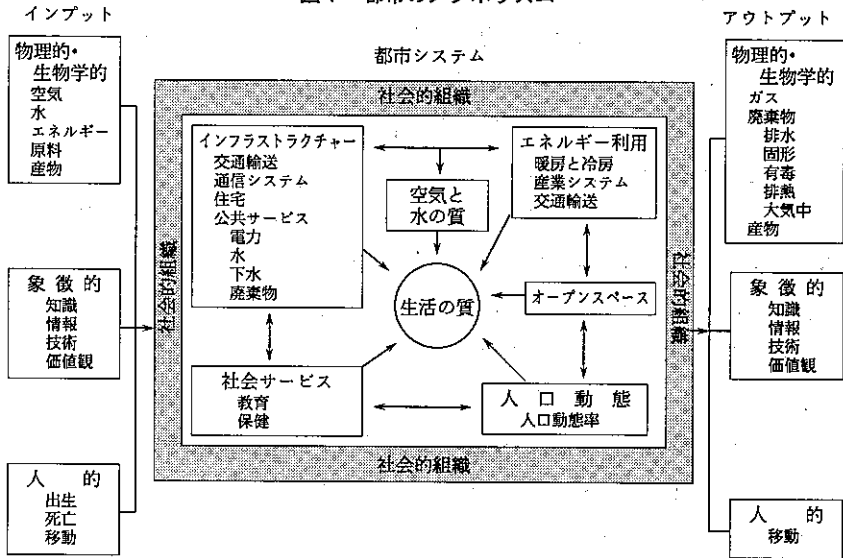 インプット
物理的・
生物学的
空気
水
エネルギー
原料
産物
象徴的
知識
情報
技術
価値観
人的
出生
死亡
移動
都市システム
社会的組織
社会的組織
社会的組織
社会的組織
インフラストラクチャー
交通輸送
通信システム
住宅
公共サービス
電力
水
下水
廃棄物
空気と
水の質
エネルギー利用
暖房と冷房
産業システム
交通輸送
生活の質
オープンスペース
社会サービス
教育
保健
人口動態
人口動態率
アウトプット
物理的・
生物学的
ガス
廃棄物
排水
固形
有毒
排熱
大気中
産物
象徴的
知識
情報
技術
価値観
人的
移動